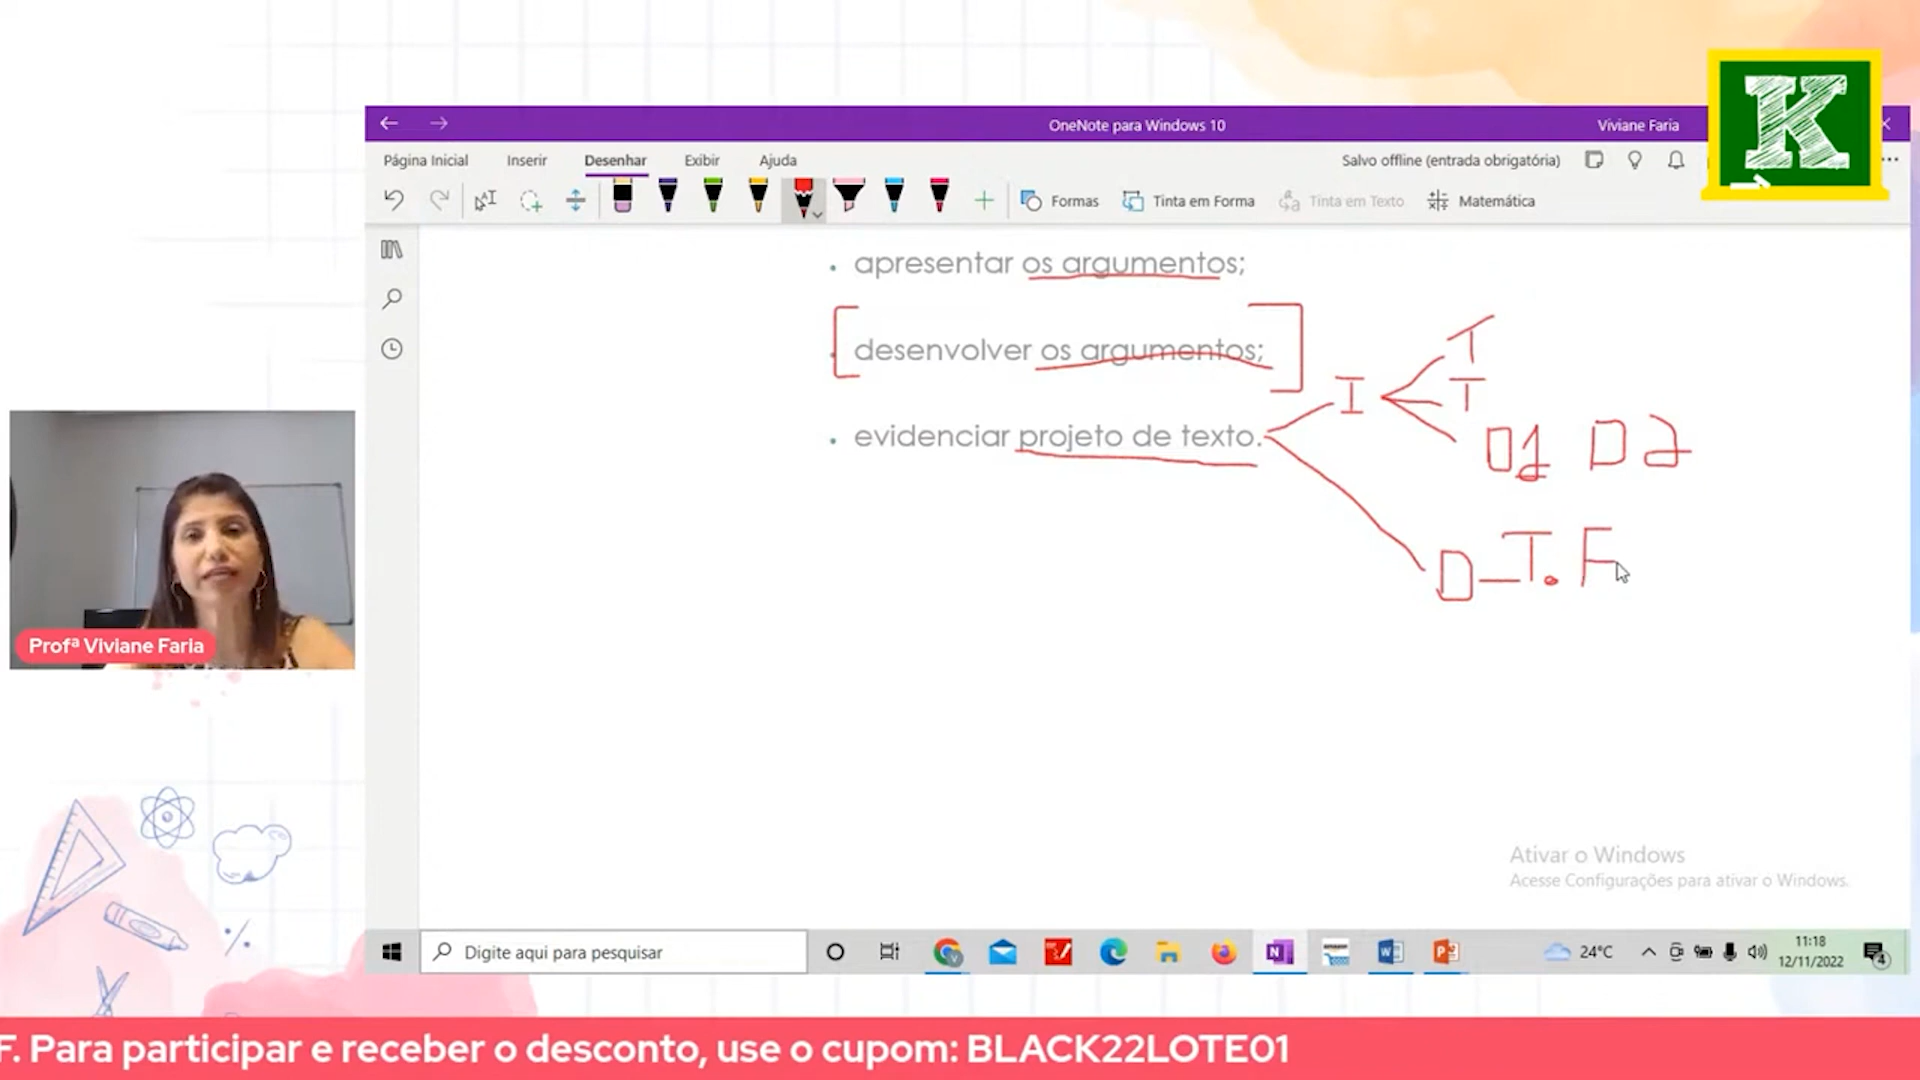 K
OneNote para Windows 10
Viviane Faria
Página Inicial Inserir Desenhar Exibir Ajuda
Salvo offline (entrada obrigatória)
Formas Tinta em Forma Tinta em Texto Matemática
• apresentar os argumentos;
• desenvolver os argumentos;
• evidenciar projeto de texto.
I
T
T
D1 D2
D T. F
Profª Viviane Faria
Ativar o Windows
Acesse Configurações para ativar o Windows.
Digite aqui para pesquisar
24°C
11:18
12/11/2022
4
F. Para participar e receber o desconto, use o cupom: BLACK22LOTE01